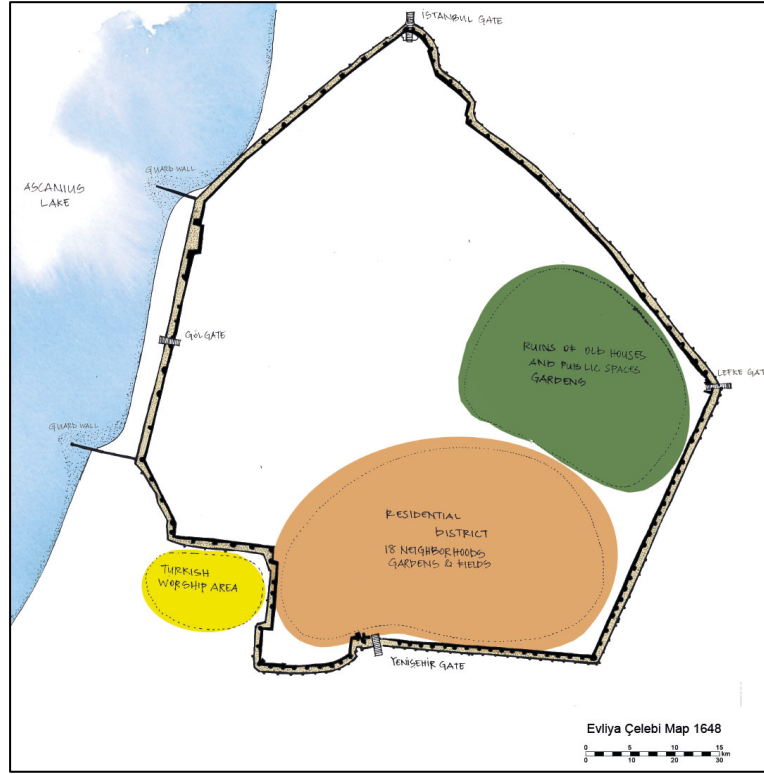 İSTANBUL GATE
GUARD WALL
ASCANIUS
LAKE
GÖL GATE
RUINS OF OLD HOUSES
AND PUBLIC SPACES
GARDENS
LEFKE GAT
GUARD WALL
RESIDENTIAL
DISTRICT
18 NEIGHBORHOODS
GARDENS & FIELDS
TURKISH
WORSHIP AREA
YENİŞEHİR GATE
Evliya Çelebi Map 1648
0 5 10 15
km
0 10 20 30